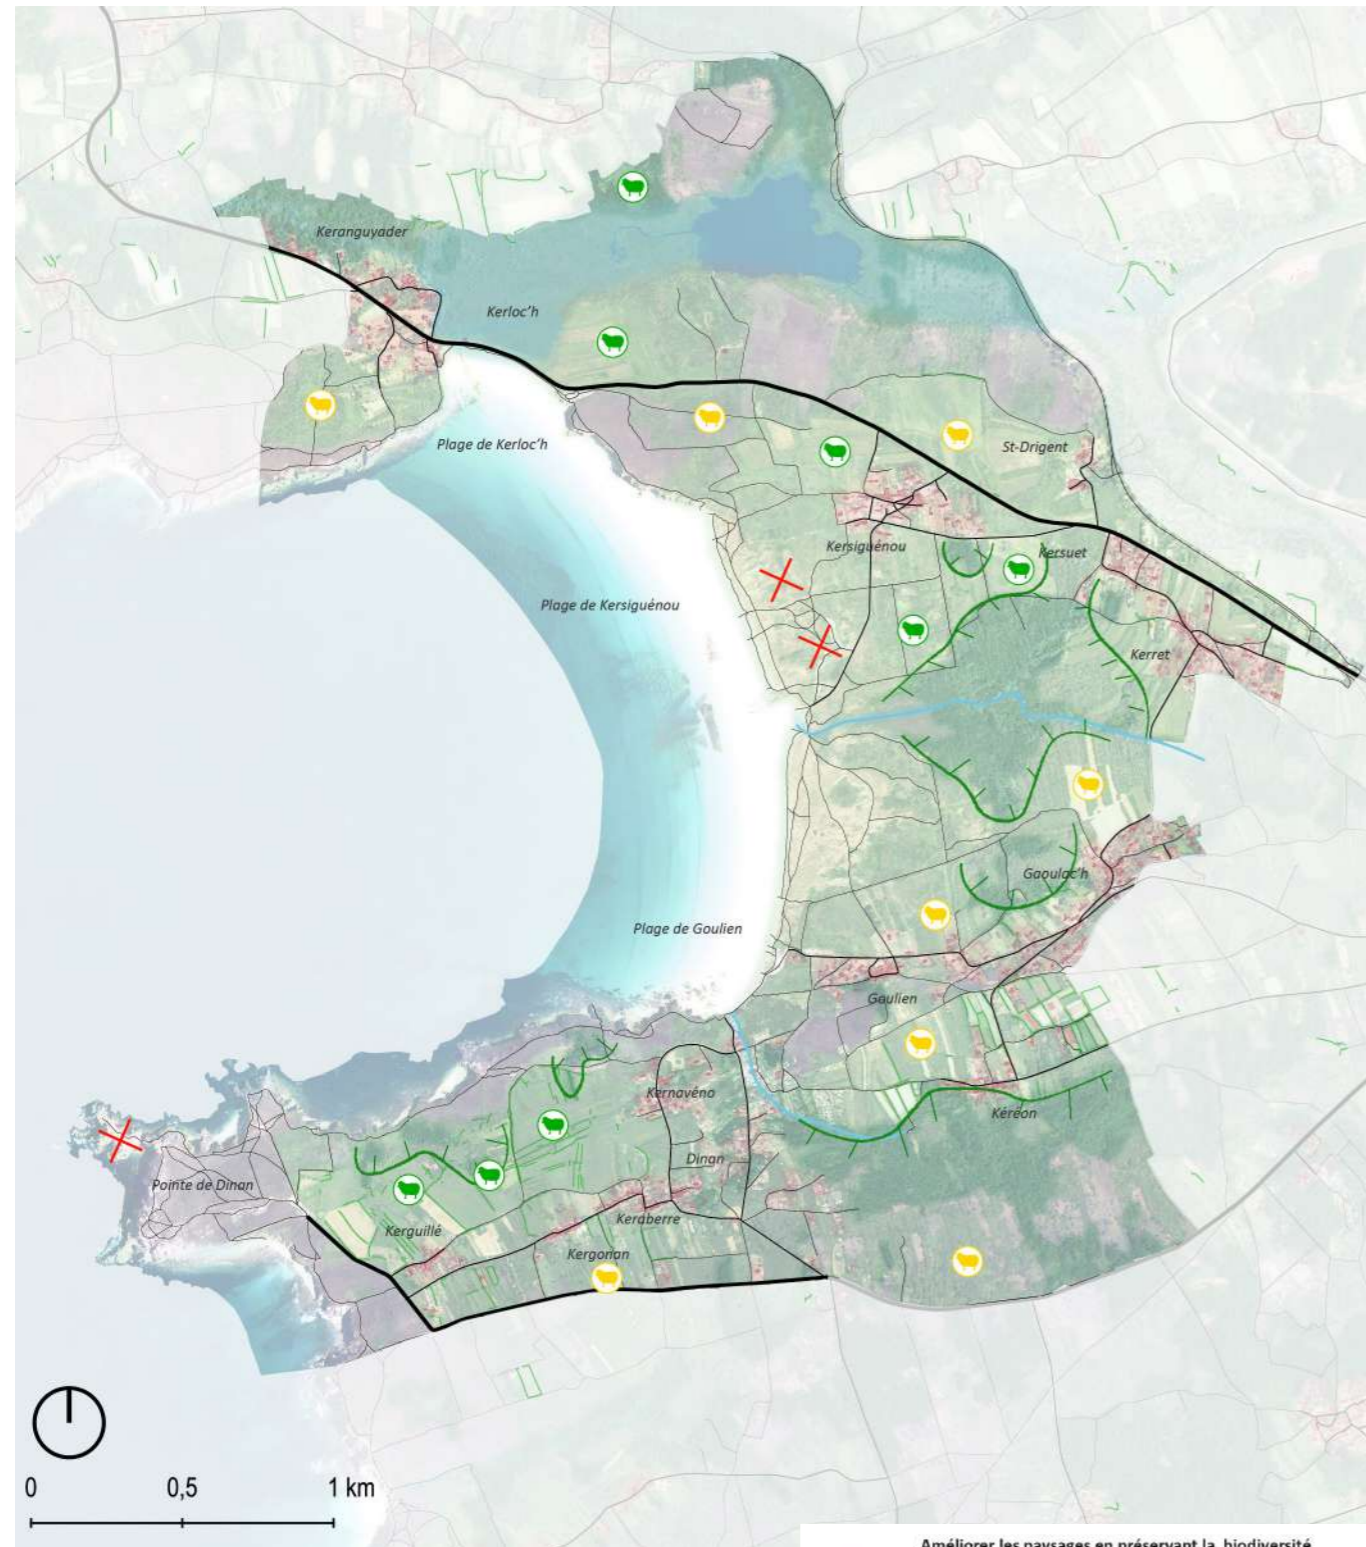 Keranguyader
Kerloc'h
Plage de Kerloc'h
St-Drigent
Kersiguénou
Kersuet
Plage de Kersiguénou
Kerret
Gaoulac'h
Plage de Goulien
Goulien
Kernavéno
Kéréon
Dinan
Pointe de Dinan
Keraberre
Kerguillé
Kergonan
0 0,5 1 km
Améliorer les paysages en préservant la biodiversité